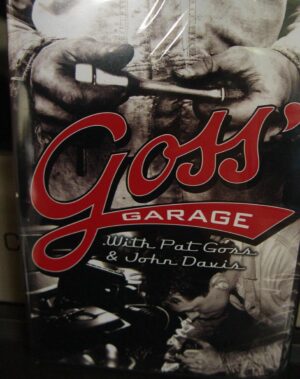 Goss'
GARAGE
With Pat Goss
& John Davis